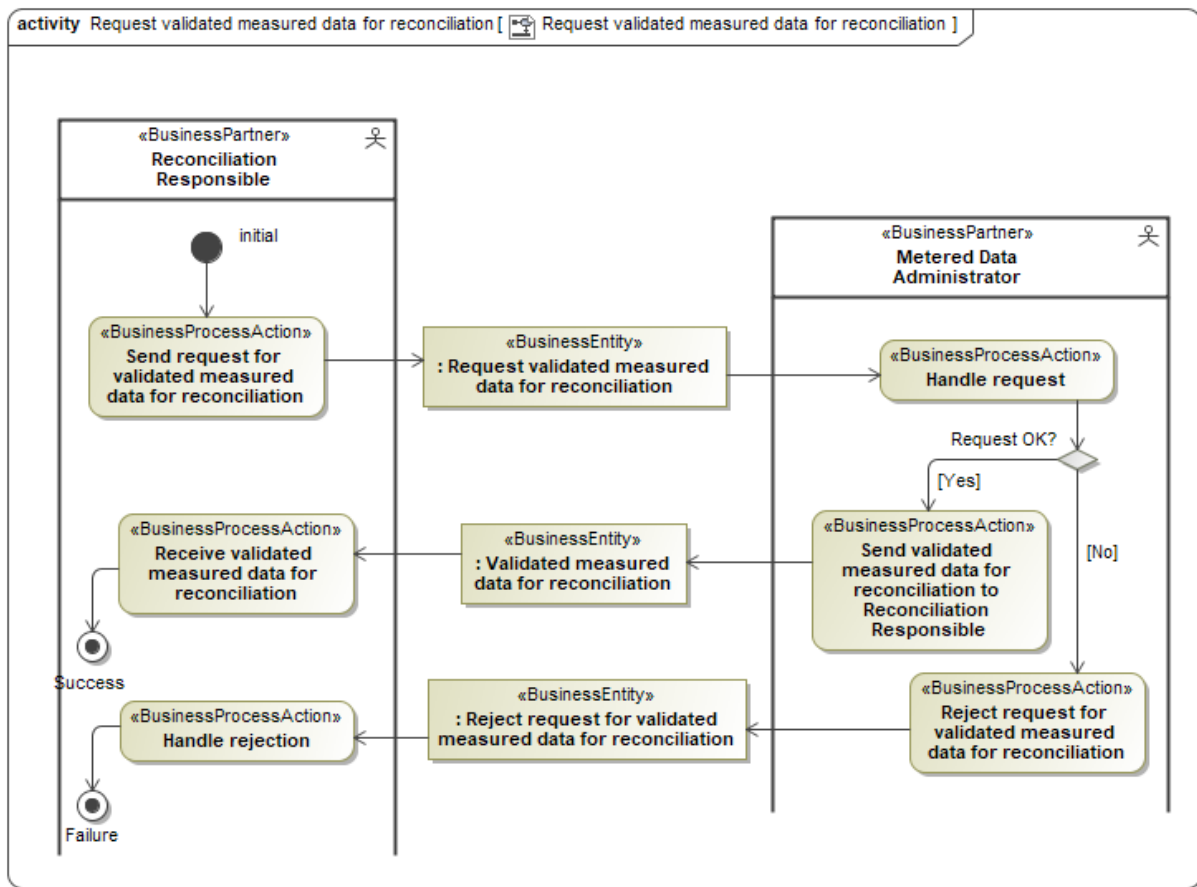 activity Request validated measured data for reconciliation [ Request validated measured data for reconciliation ]
«BusinessPartner»
Reconciliation
Responsible
initial
«BusinessPartner»
Metered Data
Administrator
«BusinessProcessAction»
Send request for
validated measured
data for reconciliation
«BusinessEntity»
: Request validated measured
data for reconciliation
«BusinessProcessAction»
Handle request
Request OK?
[Yes]
[No]
«BusinessProcessAction»
Send validated
measured data for
reconciliation to
Reconciliation
Responsible
«BusinessEntity»
: Validated measured
data for reconciliation
«BusinessProcessAction»
Receive validated
measured data for
reconciliation
Success
«BusinessProcessAction»
Reject request for
validated measured
data for reconciliation
«BusinessEntity»
: Reject request for validated
measured data for reconciliation
«BusinessProcessAction»
Handle rejection
Failure